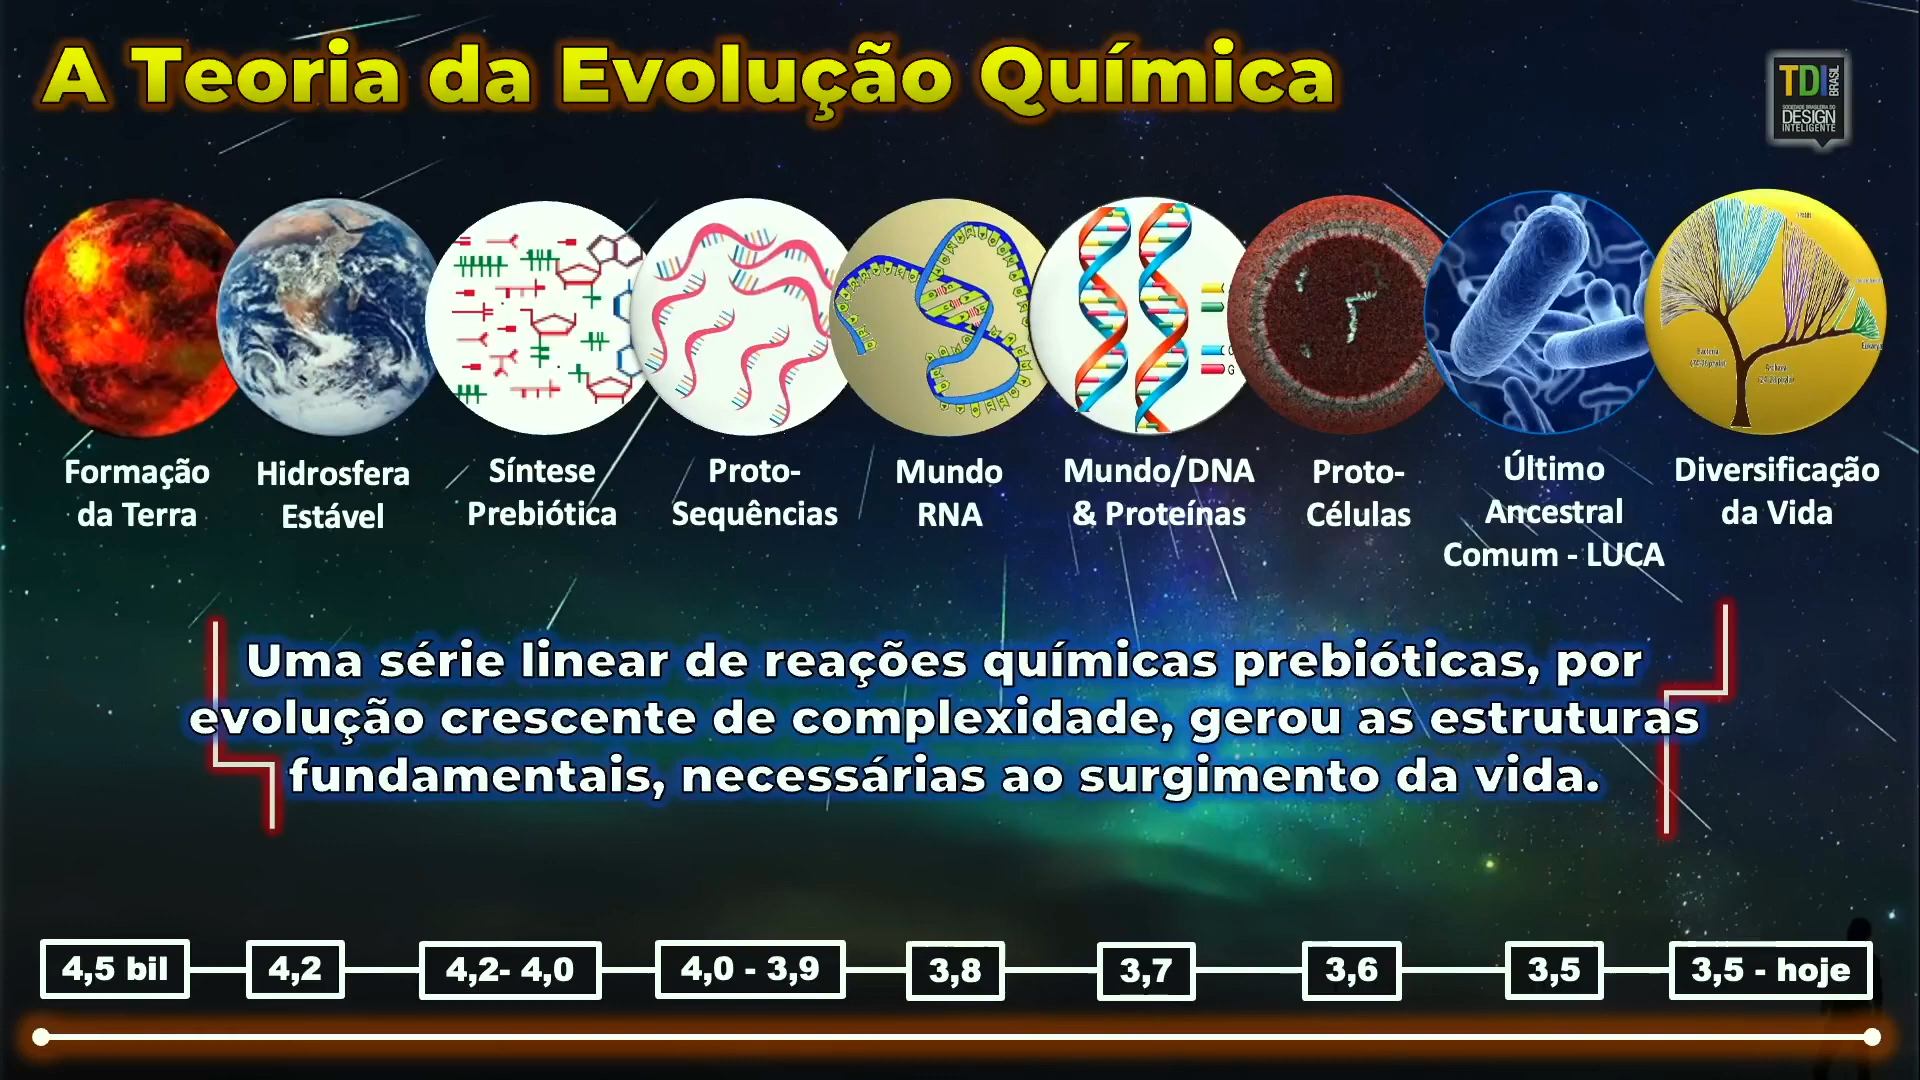 A Teoria da Evolução Química
TDI
BRASIL
SOCIEDADE BRASILEIRA DO
DESIGN
INTELIGENTE
Formação
da Terra
Hidrosfera
Estável
Síntese
Prebiótica
Proto-
Sequências
Mundo
RNA
Mundo/DNA
& Proteínas
Proto-
Células
Último
Ancestral
Comum - LUCA
Diversificação
da Vida
Uma série linear de reações químicas prebióticas, por
evolução crescente de complexidade, gerou as estruturas
fundamentais, necessárias ao surgimento da vida.
4,5 bil
4,2
4,2- 4,0
4,0 - 3,9
3,8
3,7
3,6
3,5
3,5 - hoje